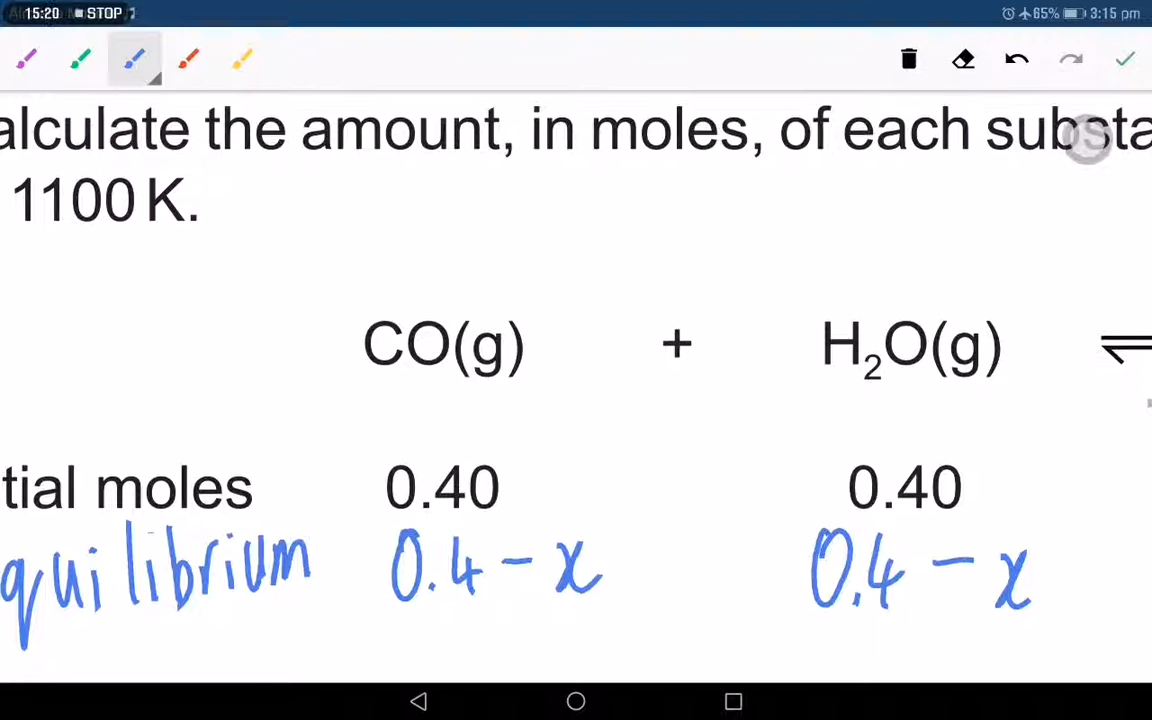 15:20 STOP 65% 3:15 pm
alculate the amount, in moles, of each substa
1100 K.
CO(g) + H₂O(g) ⇌
tial moles 0.40 0.40
quilibrium 0.4 – x 0.4 – x